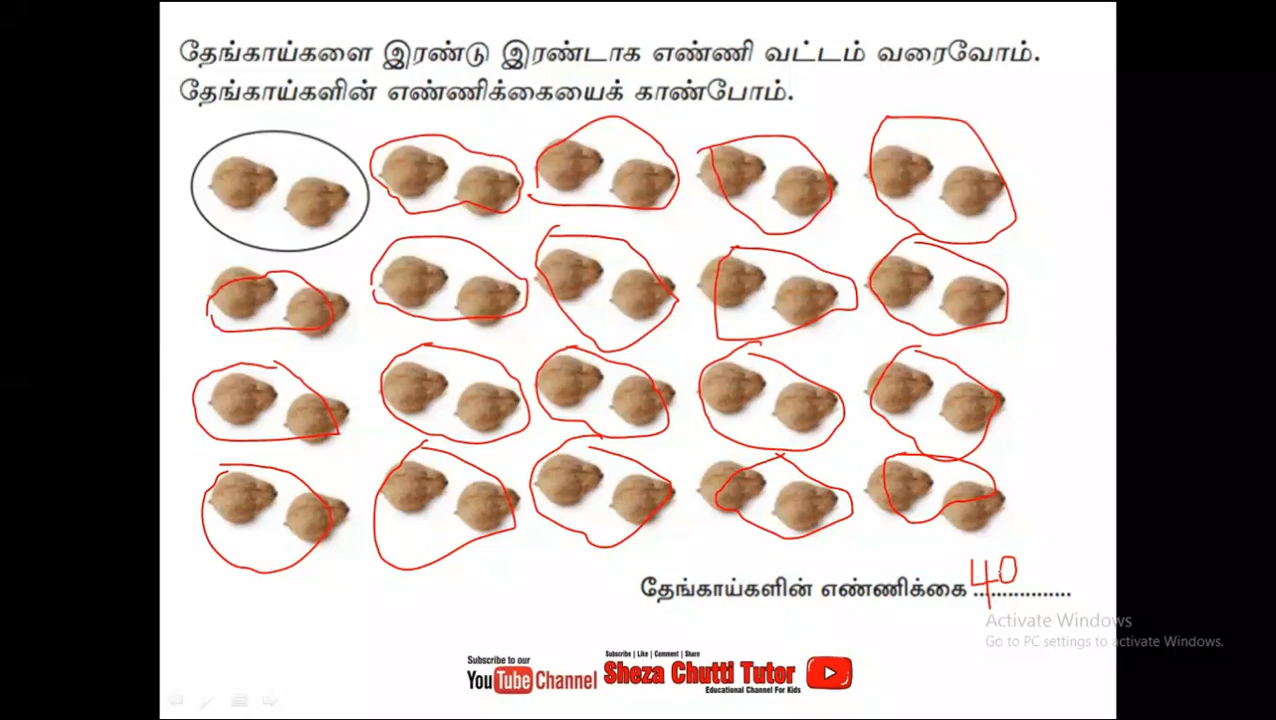 தேங்காய்களை இரண்டு இரண்டாக எண்ணி வட்டம் வரைவோம்.
தேங்காய்களின் எண்ணிக்கையைக் காண்போம்.
தேங்காய்களின் எண்ணிக்கை 40 ................
Activate Windows
Go to PC settings to activate Windows.
Subscribe to our
YouTube Channel
Subscribe | Like | Comment | Share
Sheza Chutti Tutor
Educational Channel For Kids